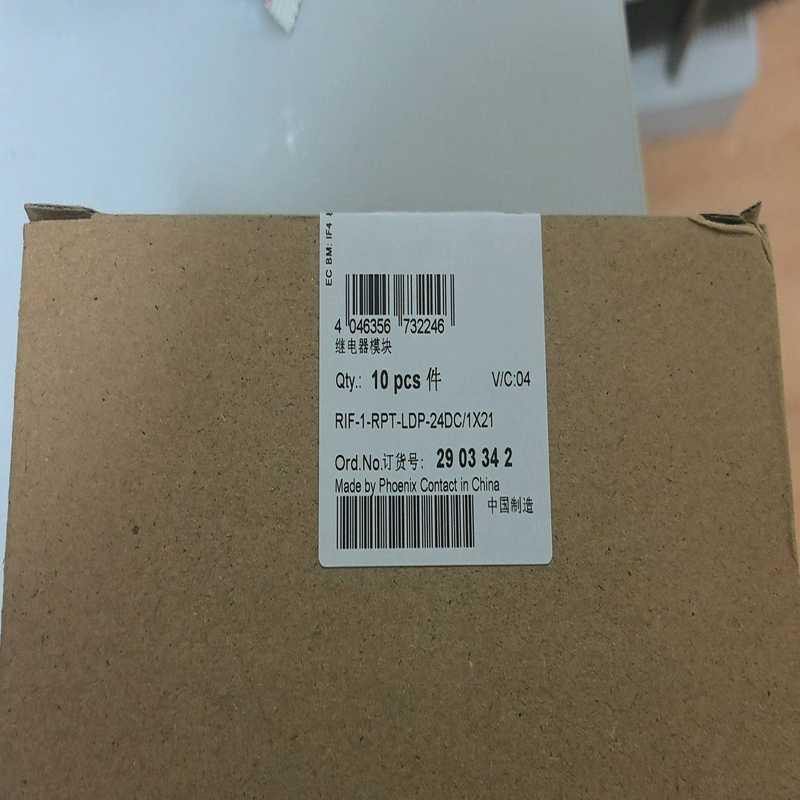 EC BM: IF4
4 046356 732246
继电器模块
Qty.: 10 pcs 件 V/C:04
RIF-1-RPT-LDP-24DC/1X21
Ord.No.订货号: 29 03 34 2
Made by Phoenix Contact in China
中国制造